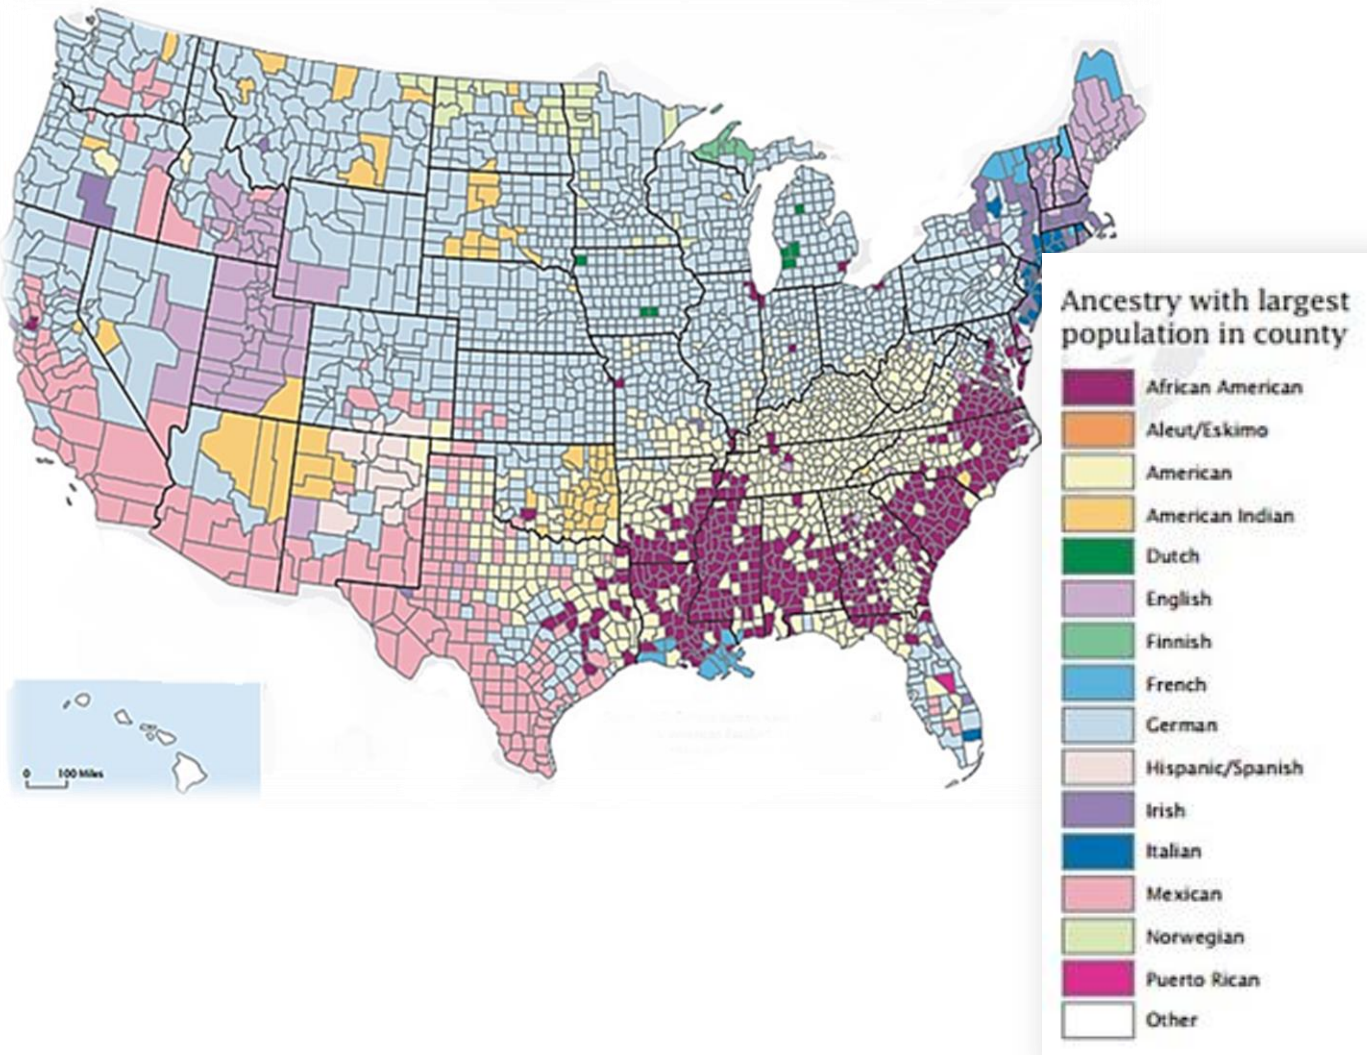 Ancestry with largest
population in county
African American
Aleut/Eskimo
American
American Indian
Dutch
English
Finnish
French
German
Hispanic/Spanish
Irish
Italian
Mexican
Norwegian
Puerto Rican
Other
0 100 Miles